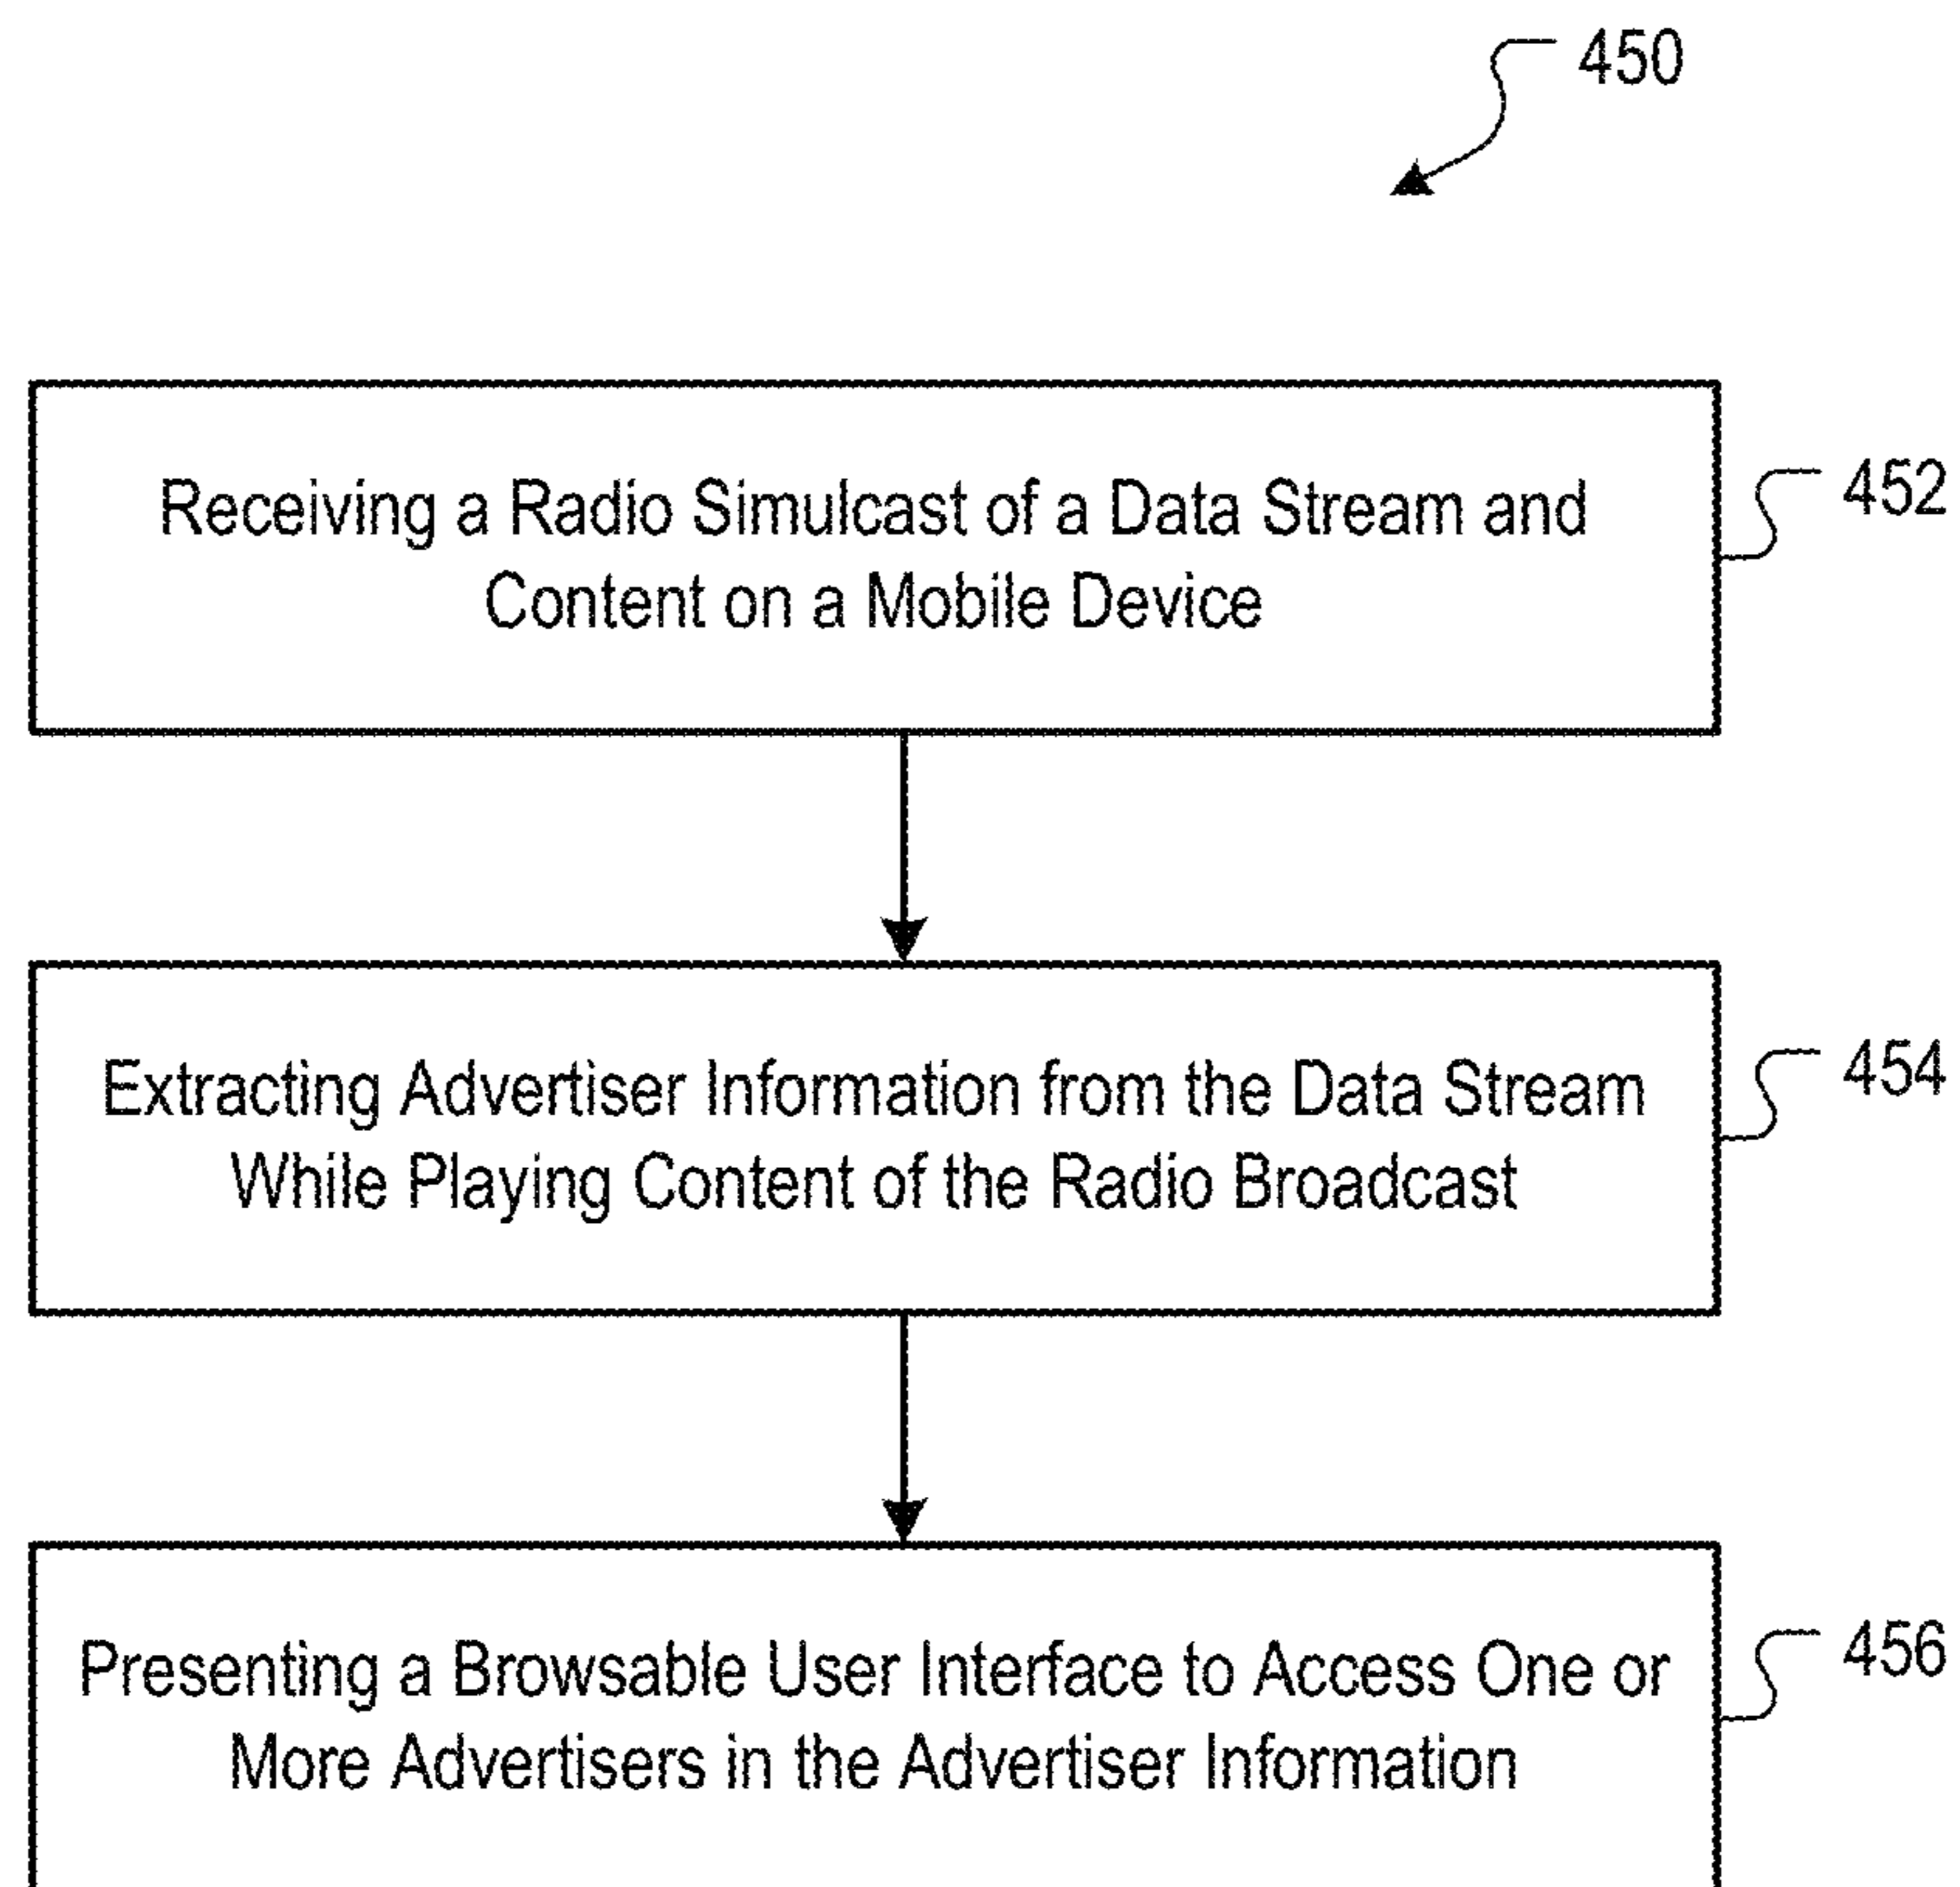 450
Receiving a Radio Simulcast of a Data Stream and
Content on a Mobile Device
452
Extracting Advertiser Information from the Data Stream
While Playing Content of the Radio Broadcast
454
Presenting a Browsable User Interface to Access One or
More Advertisers in the Advertiser Information
456